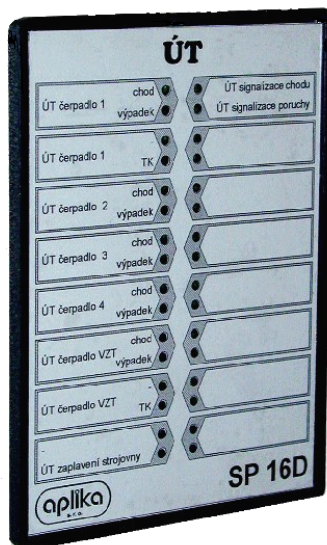 ÚT
ÚT čerpadlo 1 chod
výpadek
ÚT signalizace chodu
ÚT signalizace poruchy
ÚT čerpadlo 1 TK
ÚT čerpadlo 2 chod
výpadek
ÚT čerpadlo 3 chod
výpadek
ÚT čerpadlo 4 chod
výpadek
ÚT čerpadlo VZT chod
výpadek
ÚT čerpadlo VZT TK
ÚT zaplavení strojovny
aplika
s.r.o.
SP 16D